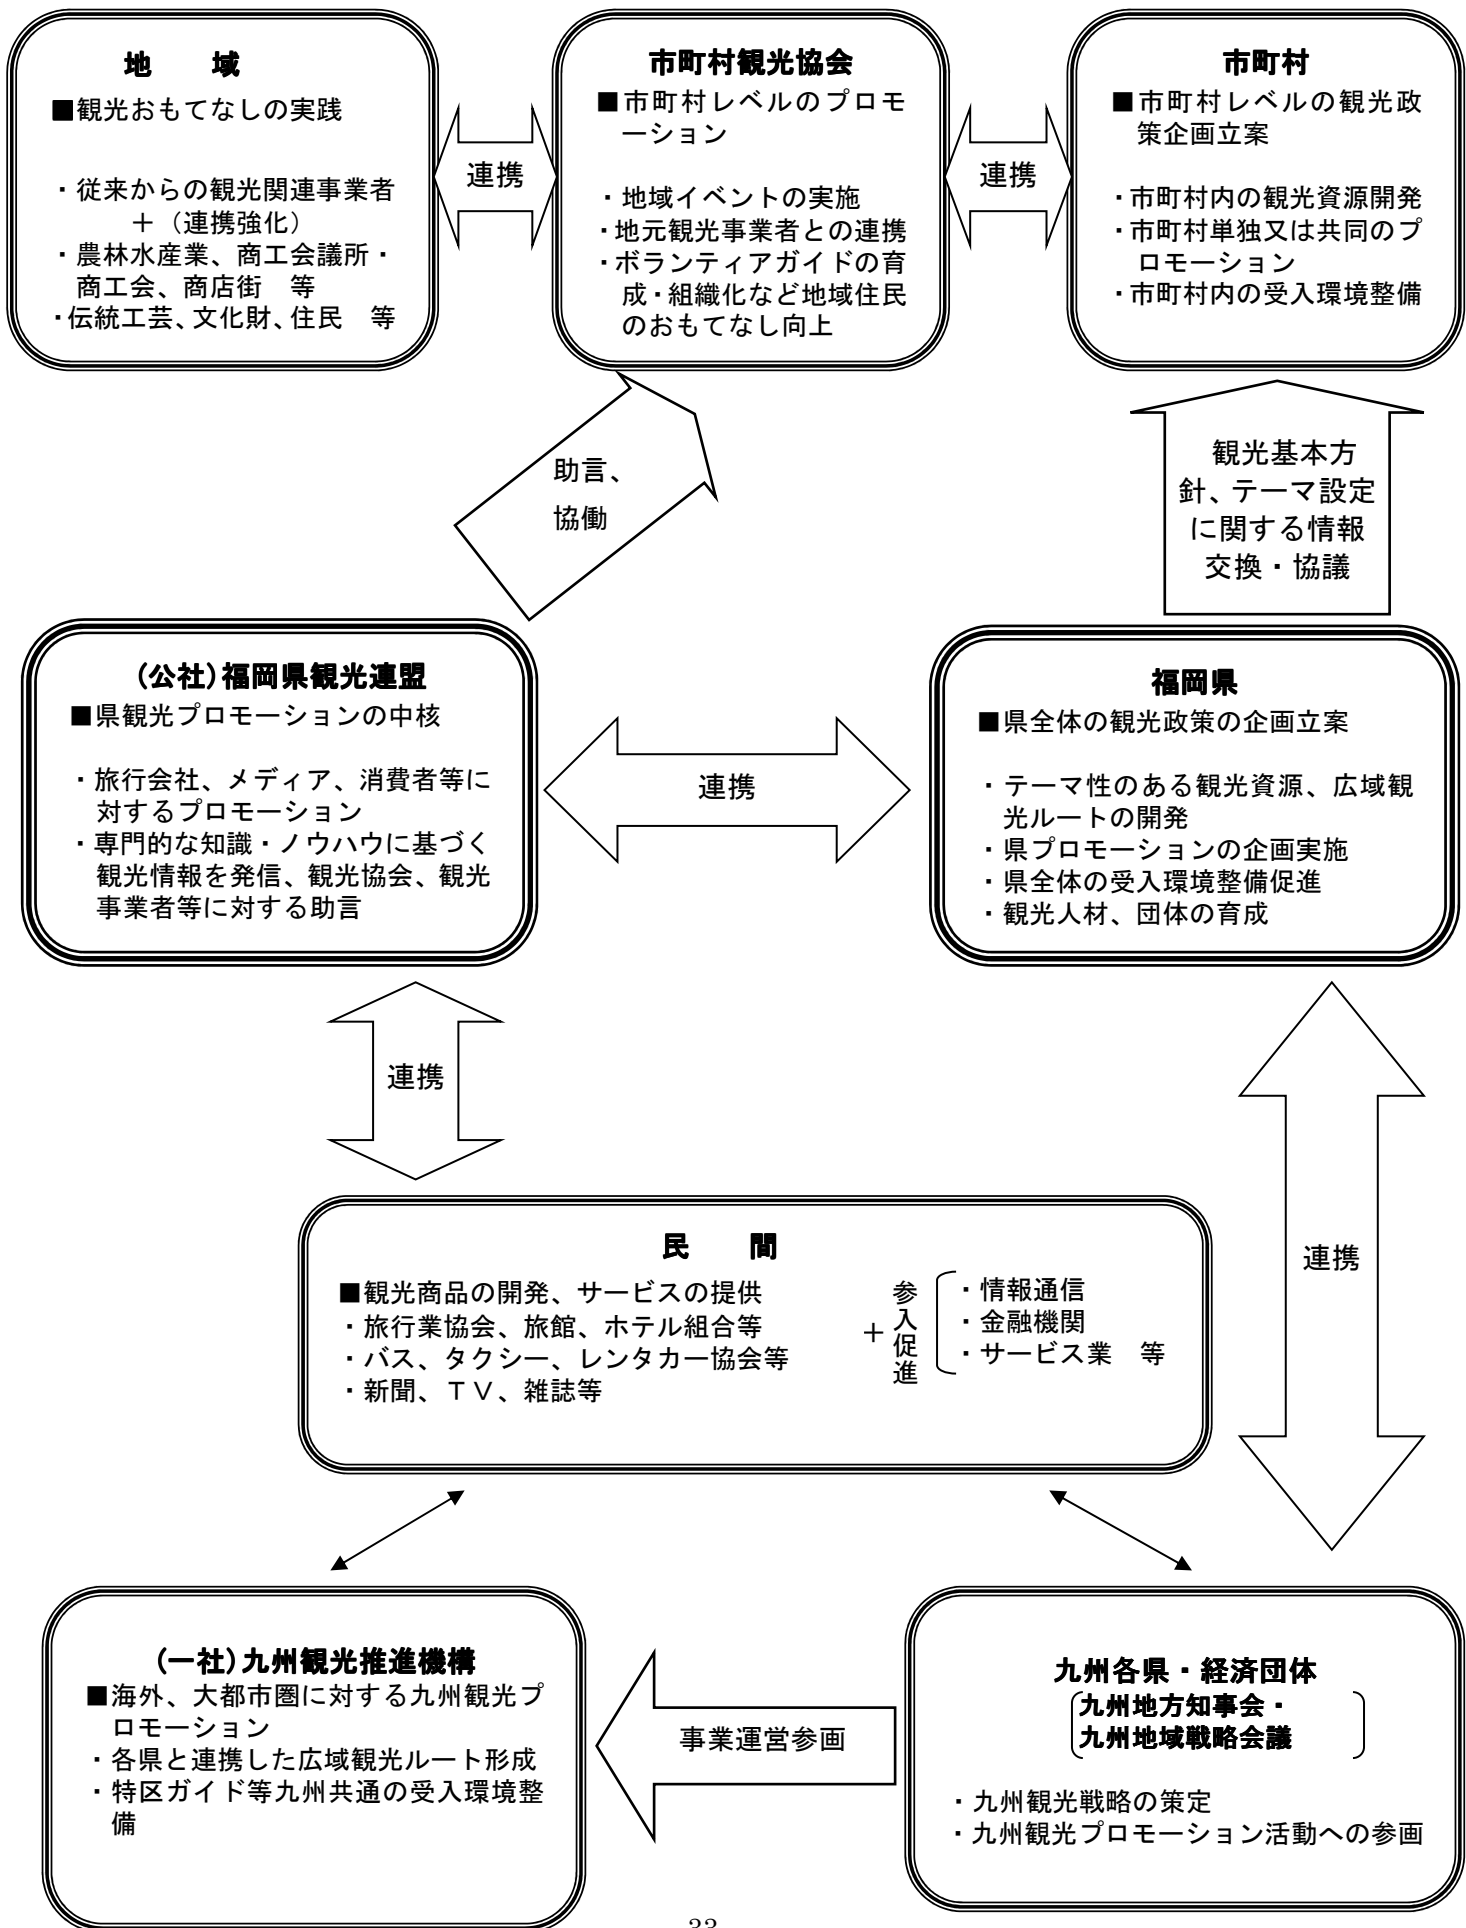 地　　域
■観光おもてなしの実践
・従来からの観光関連事業者
＋（連携強化）
・農林水産業、商工会議所・
商工会、商店街　等
・伝統工芸、文化財、住民　等
連携
市町村観光協会
■市町村レベルのプロモ
ーション
・地域イベントの実施
・地元観光事業者との連携
・ボランティアガイドの育
成・組織化など地域住民
のおもてなし向上
連携
市町村
■市町村レベルの観光政
策企画立案
・市町村内の観光資源開発
・市町村単独又は共同のプ
ロモーション
・市町村内の受入環境整備
助言、
協働
観光基本方
針、テーマ設定
に関する情報
交換・協議
（公社）福岡県観光連盟
■県観光プロモーションの中核
・旅行会社、メディア、消費者等に
対するプロモーション
・専門的な知識・ノウハウに基づく
観光情報を発信、観光協会、観光
事業者等に対する助言
連携
福岡県
■県全体の観光政策の企画立案
・テーマ性のある観光資源、広域観
光ルートの開発
・県プロモーションの企画実施
・県全体の受入環境整備促進
・観光人材、団体の育成
連携
連携
民　　間
■観光商品の開発、サービスの提供
・旅行業協会、旅館、ホテル組合等
・バス、タクシー、レンタカー協会等
・新聞、ＴＶ、雑誌等
＋
参入促進
・情報通信
・金融機関
・サービス業　等
（一社）九州観光推進機構
■海外、大都市圏に対する九州観光プ
ロモーション
・各県と連携した広域観光ルート形成
・特区ガイド等九州共通の受入環境整
備
事業運営参画
九州各県・経済団体
九州地方知事会・
九州地域戦略会議
・九州観光戦略の策定
・九州観光プロモーション活動への参画
33